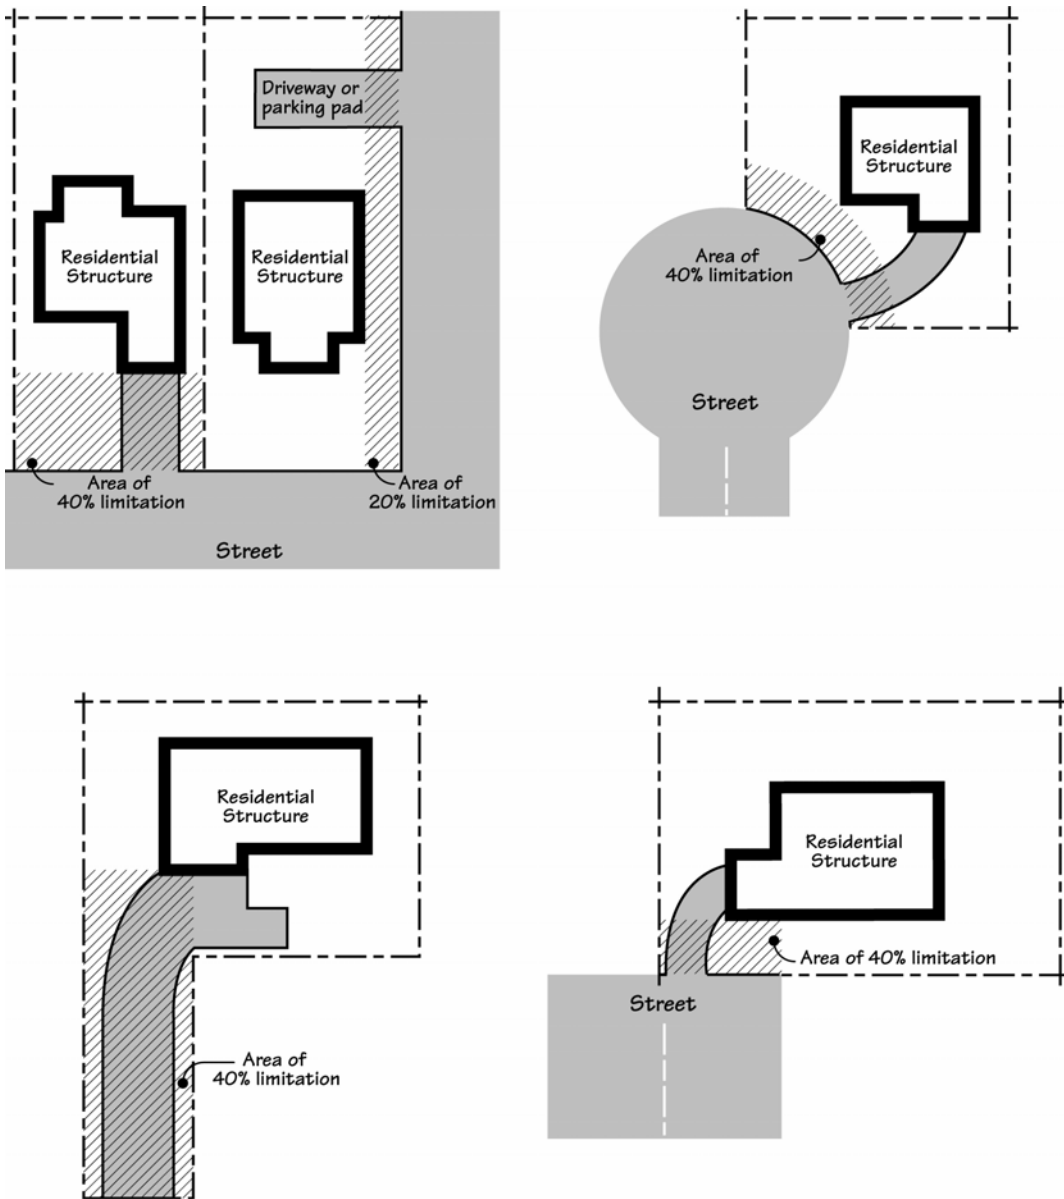 Driveway or
parking pad
Residential
Structure
Residential
Structure
Area of
40% limitation
Area of
20% limitation
Street
Residential
Structure
Area of
40% limitation
Street
Residential
Structure
Area of
40% limitation
Residential
Structure
Area of 40% limitation
Street